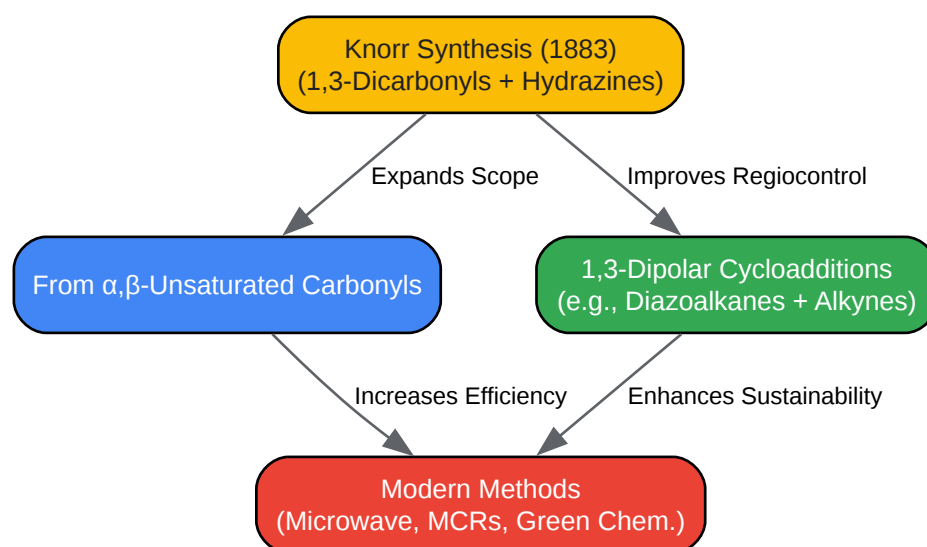 Knorr Synthesis (1883)
(1,3-Dicarbonyls + Hydrazines)
Expands Scope
Improves Regiocontrol
From α,β-Unsaturated Carbonyls
1,3-Dipolar Cycloadditions
(e.g., Diazoalkanes + Alkynes)
Increases Efficiency
Enhances Sustainability
Modern Methods
(Microwave, MCRs, Green Chem.)